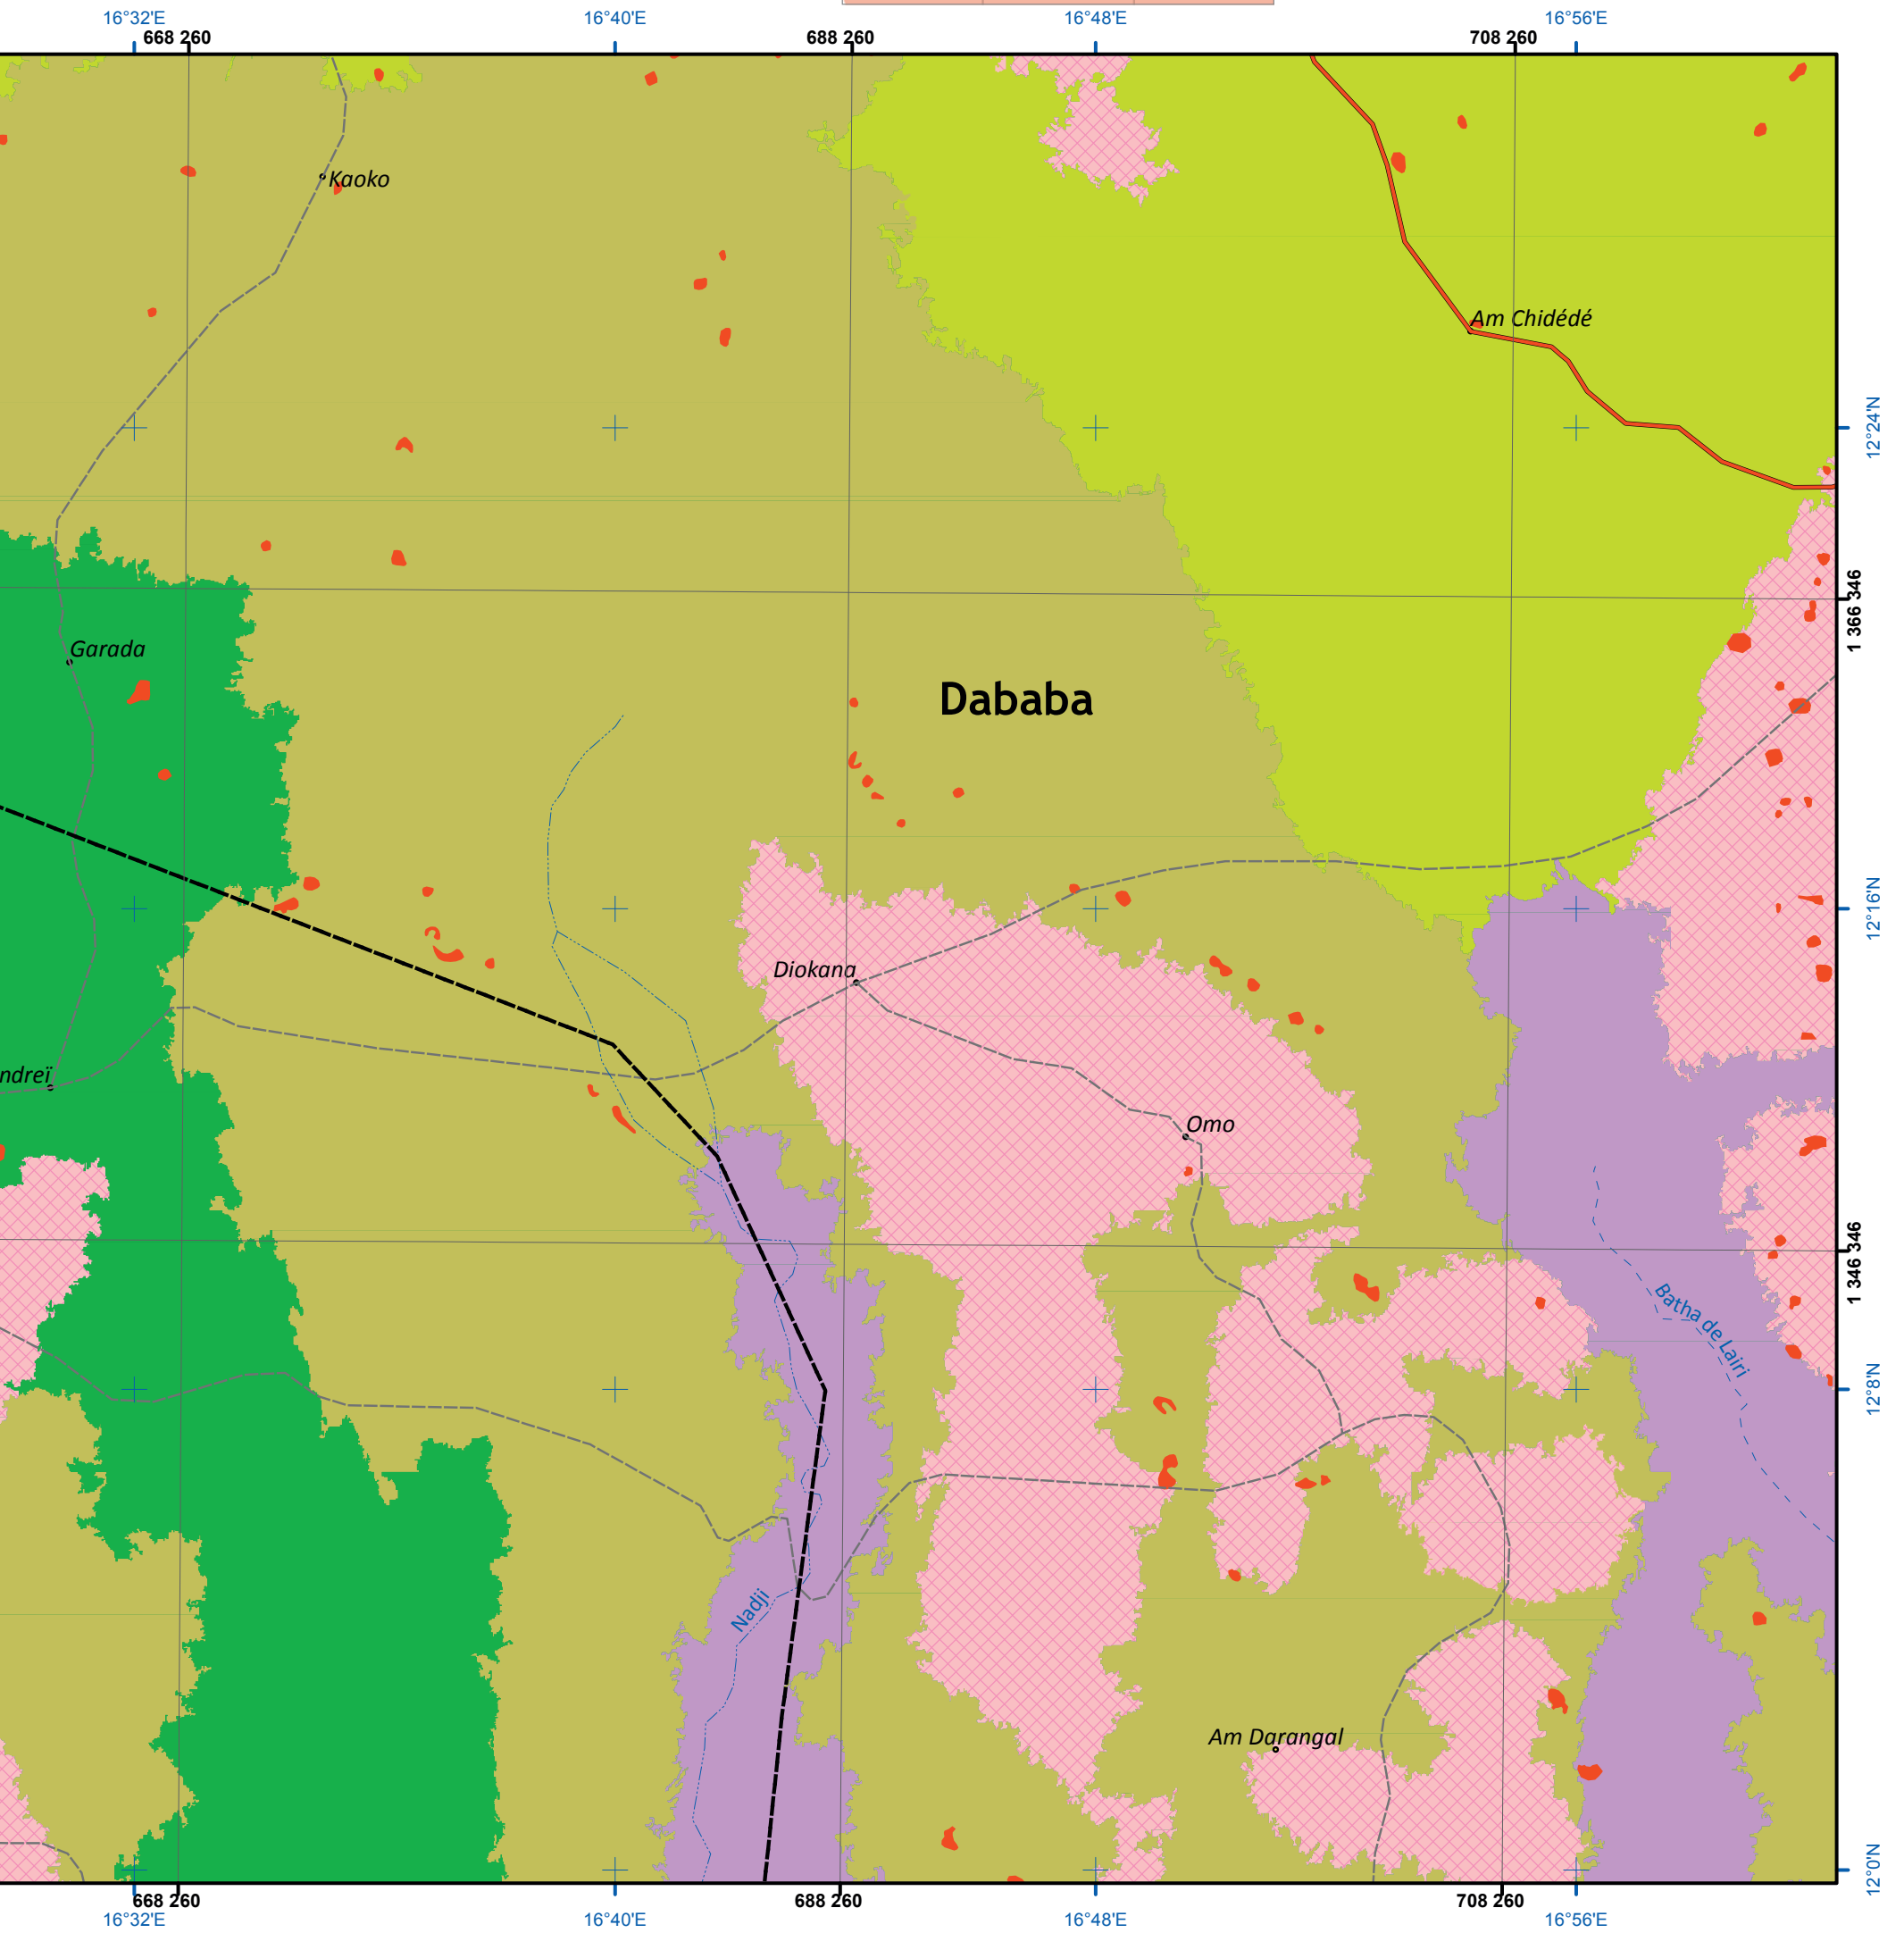 16°32'E 16°40'E 16°48'E 16°56'E
668 260 688 260 708 260
Kaoko
Am Chidédé
12°24'N
1 366 346
Garada
Dababa
12°16'N
Diokana
ndreï
Omo
1 346 346
Batha de Lairi
12°8'N
Nadji
Am Darangal
12°0'N
668 260 688 260 708 260
16°32'E 16°40'E 16°48'E 16°56'E